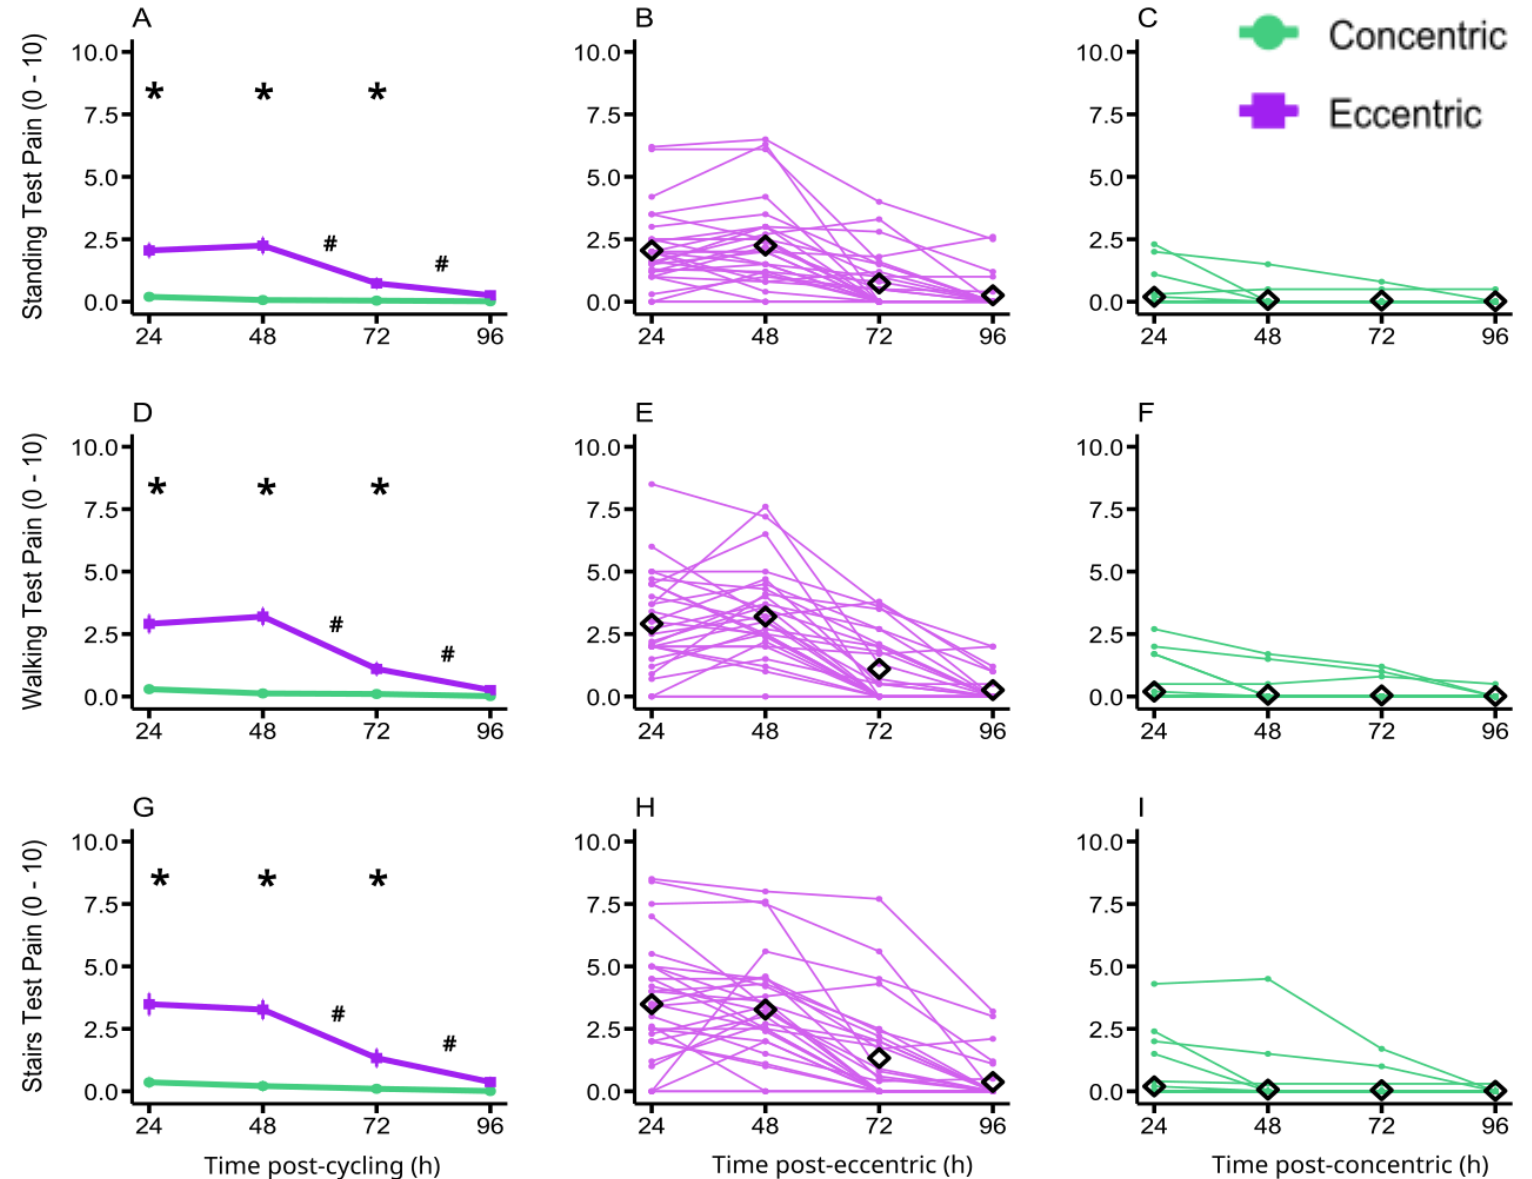 A
B
C
Concentric
Eccentric
Standing Test Pain (0 - 10)
10.0
7.5
5.0
2.5
0.0
* * *
# #
24 48 72 96
10.0
7.5
5.0
2.5
0.0
24 48 72 96
10.0
7.5
5.0
2.5
0.0
24 48 72 96
D
E
F
Walking Test Pain (0 - 10)
10.0
7.5
5.0
2.5
0.0
* * *
# #
24 48 72 96
10.0
7.5
5.0
2.5
0.0
24 48 72 96
10.0
7.5
5.0
2.5
0.0
24 48 72 96
G
H
I
Stairs Test Pain (0 - 10)
10.0
7.5
5.0
2.5
0.0
* * *
# #
24 48 72 96
10.0
7.5
5.0
2.5
0.0
24 48 72 96
10.0
7.5
5.0
2.5
0.0
24 48 72 96
Time post-cycling (h)
Time post-eccentric (h)
Time post-concentric (h)